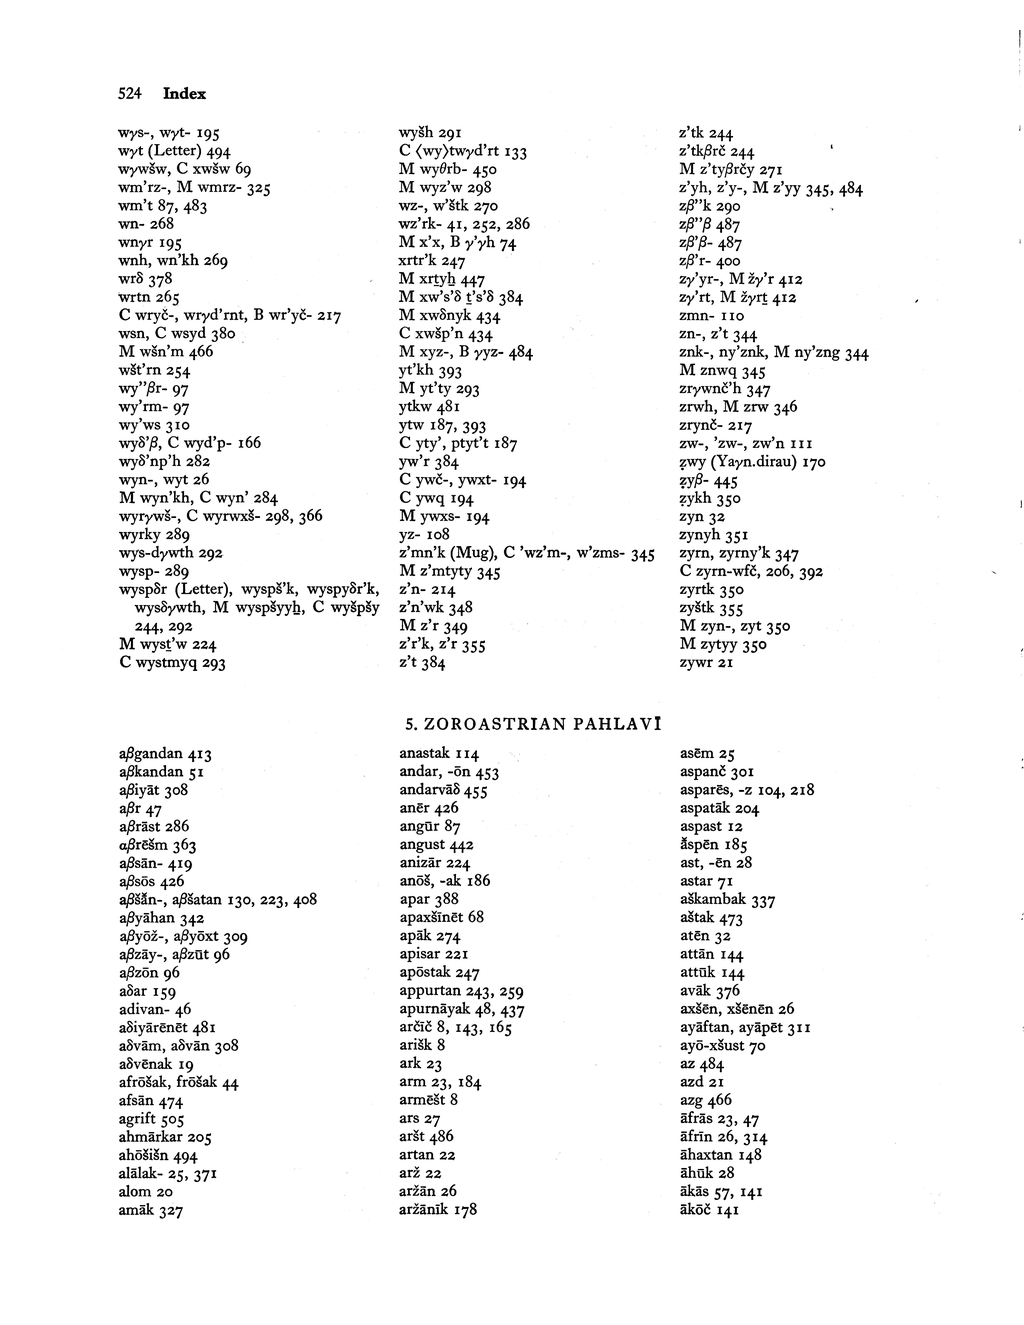 524 Index
wγs-, wγt- 195
wγt (Letter) 494
wγwšw, C xwšw 69
wm'rz-, M wmrz- 325
wm't 87, 483
wn- 268
wnγr 195
wnh, wn'kh 269
wrδ 378
wrtn 265
C wryč-, wrγd'rnt, B wr'yč- 217
wsn, C wsyd 380
M wšn'm 466
wšt'rn 254
wy''βr- 97
wy'rm- 97
wy'ws 310
wyδ'β, C wyd'p- 166
wyδ'np'h 282
wyn-, wyt 26
M wyn'kh, C wyn' 284
wyrγwš-, C wyrwxš- 298, 366
wyrky 289
wys-dγwth 292
wysp- 289
wyspδr (Letter), wyspš'k, wyspyδr'k,
wysδγwth, M wyspšyyẖ, C wyšpšy
244, 292
M wysṯ'w 224
C wystmyq 293
wyšh 291
C ⟨wy⟩twyd'rt 133
M wyθrb- 450
M wyz'w 298
wz-, w'štk 270
wz'rk- 41, 252, 286
M x'x, B γ'γh 74
xrtr'k 247
M xrṯyẖ 447
M xw's'δ ṯ's'δ 384
M xwδnyk 434
C xwšp'n 434
M xyz-, B γyz- 484
yt'kh 393
M yt'ty 293
ytkw 481
ytw 187, 393
C yty', ptyt't 187
yw'r 384
C ywč-, ywxt- 194
C ywq 194
M ywxs- 194
yz- 108
z'mn'k (Mug), C 'wz'm-, w'zms- 345
M z'mtyty 345
z'n- 214
z'n'wk 348
M z'r 349
z'r'k, z'r 355
z't 384
z'tk 244
z'tkβrč 244
M z'tyβrčy 271
z'yh, z'y-, M z'yy 345, 484
zβ''k 290
zβ''β 487
zβ'β- 487
zβ'r- 400
zγ'yr-, M žγ'r 412
zγ'rt, M žγrṯ 412
zmn- 110
zn-, z't 344
znk-, ny'znk, M ny'zng 344
M znwq 345
zrγwnč'h 347
zrwh, M zrw 346
zrynč- 217
zw-, 'zw-, zw'n 111
ẓwy (Yaγn.dirau) 170
ẓyβ- 445
ẓykh 350
zyn 32
zynyh 351
zyrn, zyrny'k 347
C zyrn-wfč, 206, 392
zyrtk 350
zyštk 355
M zyn-, zyt 350
M zytyy 350
zywr 21
5. ZOROASTRIAN PAHLAVĪ
aβgandan 413
aβkandan 51
aβiyāt 308
aβr 47
aβrāst 286
aβrēšm 363
aβsān- 419
aβsōs 426
aβšā̆n-, aβšatan 130, 223, 408
aβyāhan 342
aβyōž-, aβyōxt 309
aβzāy-, aβzūt 96
aβzōn 96
aδar 159
adivan- 46
aδiyārēnēt 481
aδvām, aδvān 308
aδvēnak 19
afrōšak, frōšak 44
afsān 474
agrift 505
ahmārkar 205
ahōšišn 494
alālak- 25, 371
alom 20
amāk 327
anastak 114
andar, -ōn 453
andarvāδ 455
anēr 426
angūr 87
angust 442
anizār 224
anōš, -ak 186
apar 388
apaxšīnēt 68
apāk 274
apisar 221
apōstak 247
appurtan 243, 259
apurnāyak 48, 437
arčīč 8, 143, 165
arišk 8
ark 23
arm 23, 184
armēšt 8
ars 27
aršt 486
artan 22
arž 22
aržān 26
aržānīk 178
asēm 25
aspanč 301
asparēs, -z 104, 218
aspatāk 204
aspast 12
ā̆spēn 185
ast, -ēn 28
astar 71
aškambak 337
aštak 473
atēn 32
attān 144
attūk 144
avāk 376
axšēn, xšēnēn 26
ayāftan, ayāpēt 311
ayō-xšust 70
az 484
azd 21
azg 466
āfrās 23, 47
āfrīn 26, 314
āhaxtan 148
āhūk 28
ākās 57, 141
ākōč 141